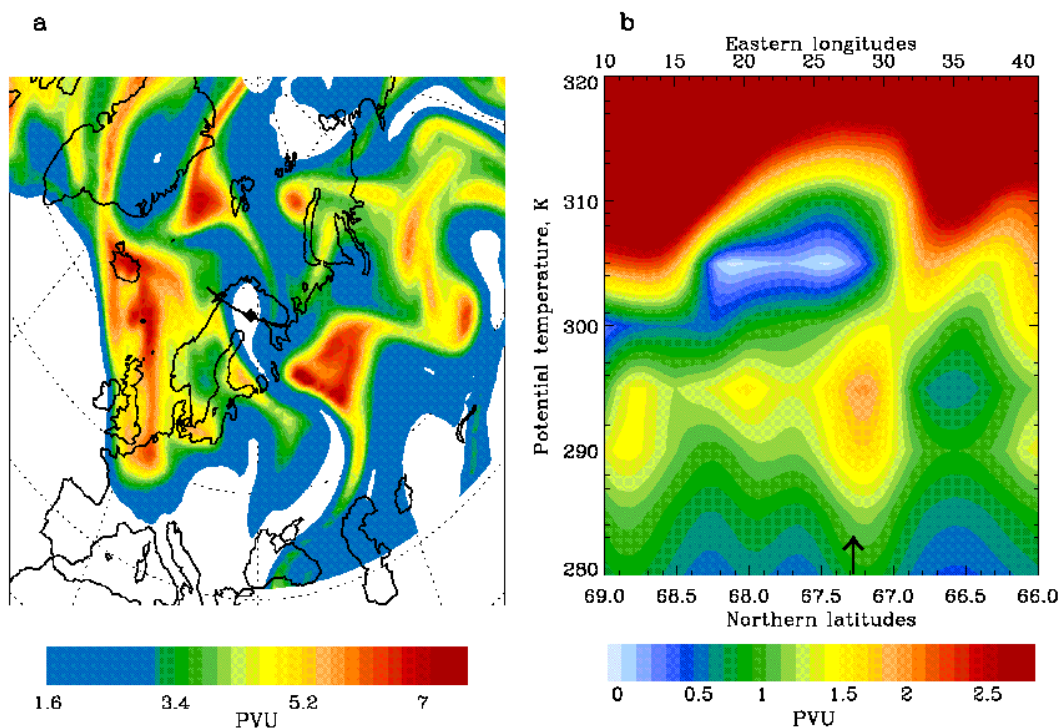 a
1.6 3.4 5.2 7
PVU
b
Eastern longitudes
10 15 20 25 30 35 40
Potential temperature, K
320
310
300
290
280
69.0 68.5 68.0 67.5 67.0 66.5 66.0
Northern latitudes
0 0.5 1 1.5 2 2.5
PVU